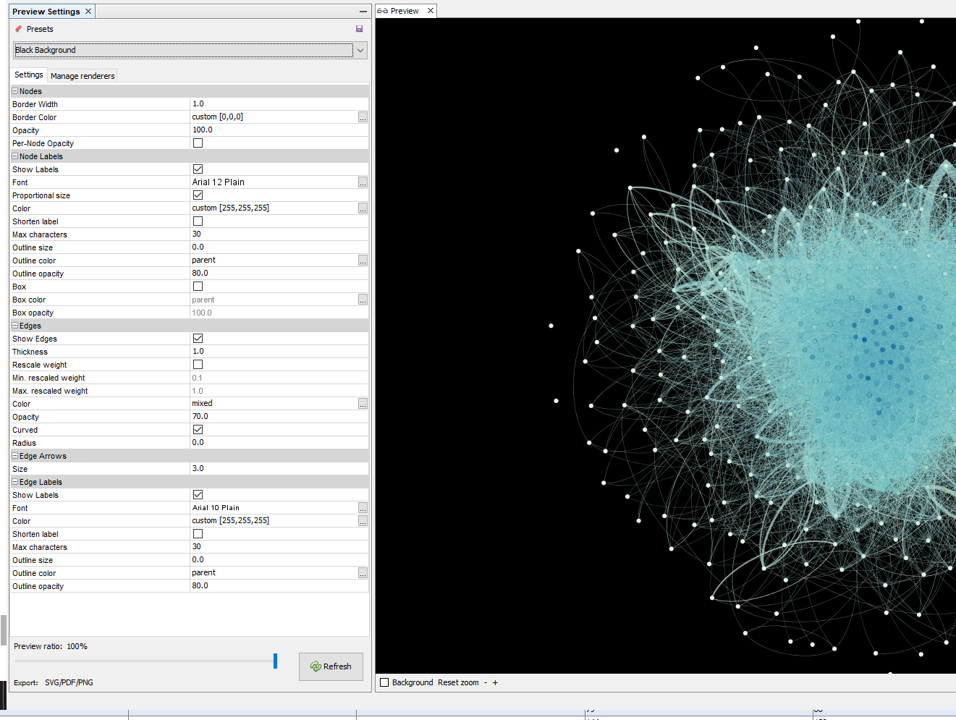 Preview Settings
Presets
Black Background
Settings Manage renderers
Nodes
Border Width 1.0
Border Color custom [0,0,0] ...
Opacity 100.0
Per-Node Opacity
Node Labels
Show Labels
Font Arial 12 Plain ...
Proportional size
Color custom [255,255,255] ...
Shorten label
Max characters 30
Outline size 0.0
Outline color parent ...
Outline opacity 80.0
Box
Box color parent ...
Box opacity 100.0
Edges
Show Edges
Thickness 1.0
Rescale weight
Min. rescaled weight 0.1
Max. rescaled weight 1.0
Color mixed ...
Opacity 70.0
Curved
Radius 0.0
Edge Arrows
Size 3.0
Edge Labels
Show Labels
Font Arial 10 Plain ...
Color custom [255,255,255] ...
Shorten label
Max characters 30
Outline size 0.0
Outline color parent ...
Outline opacity 80.0
Preview ratio: 100%
Refresh
Export: SVG/PDF/PNG
Preview
Background Reset zoom - +